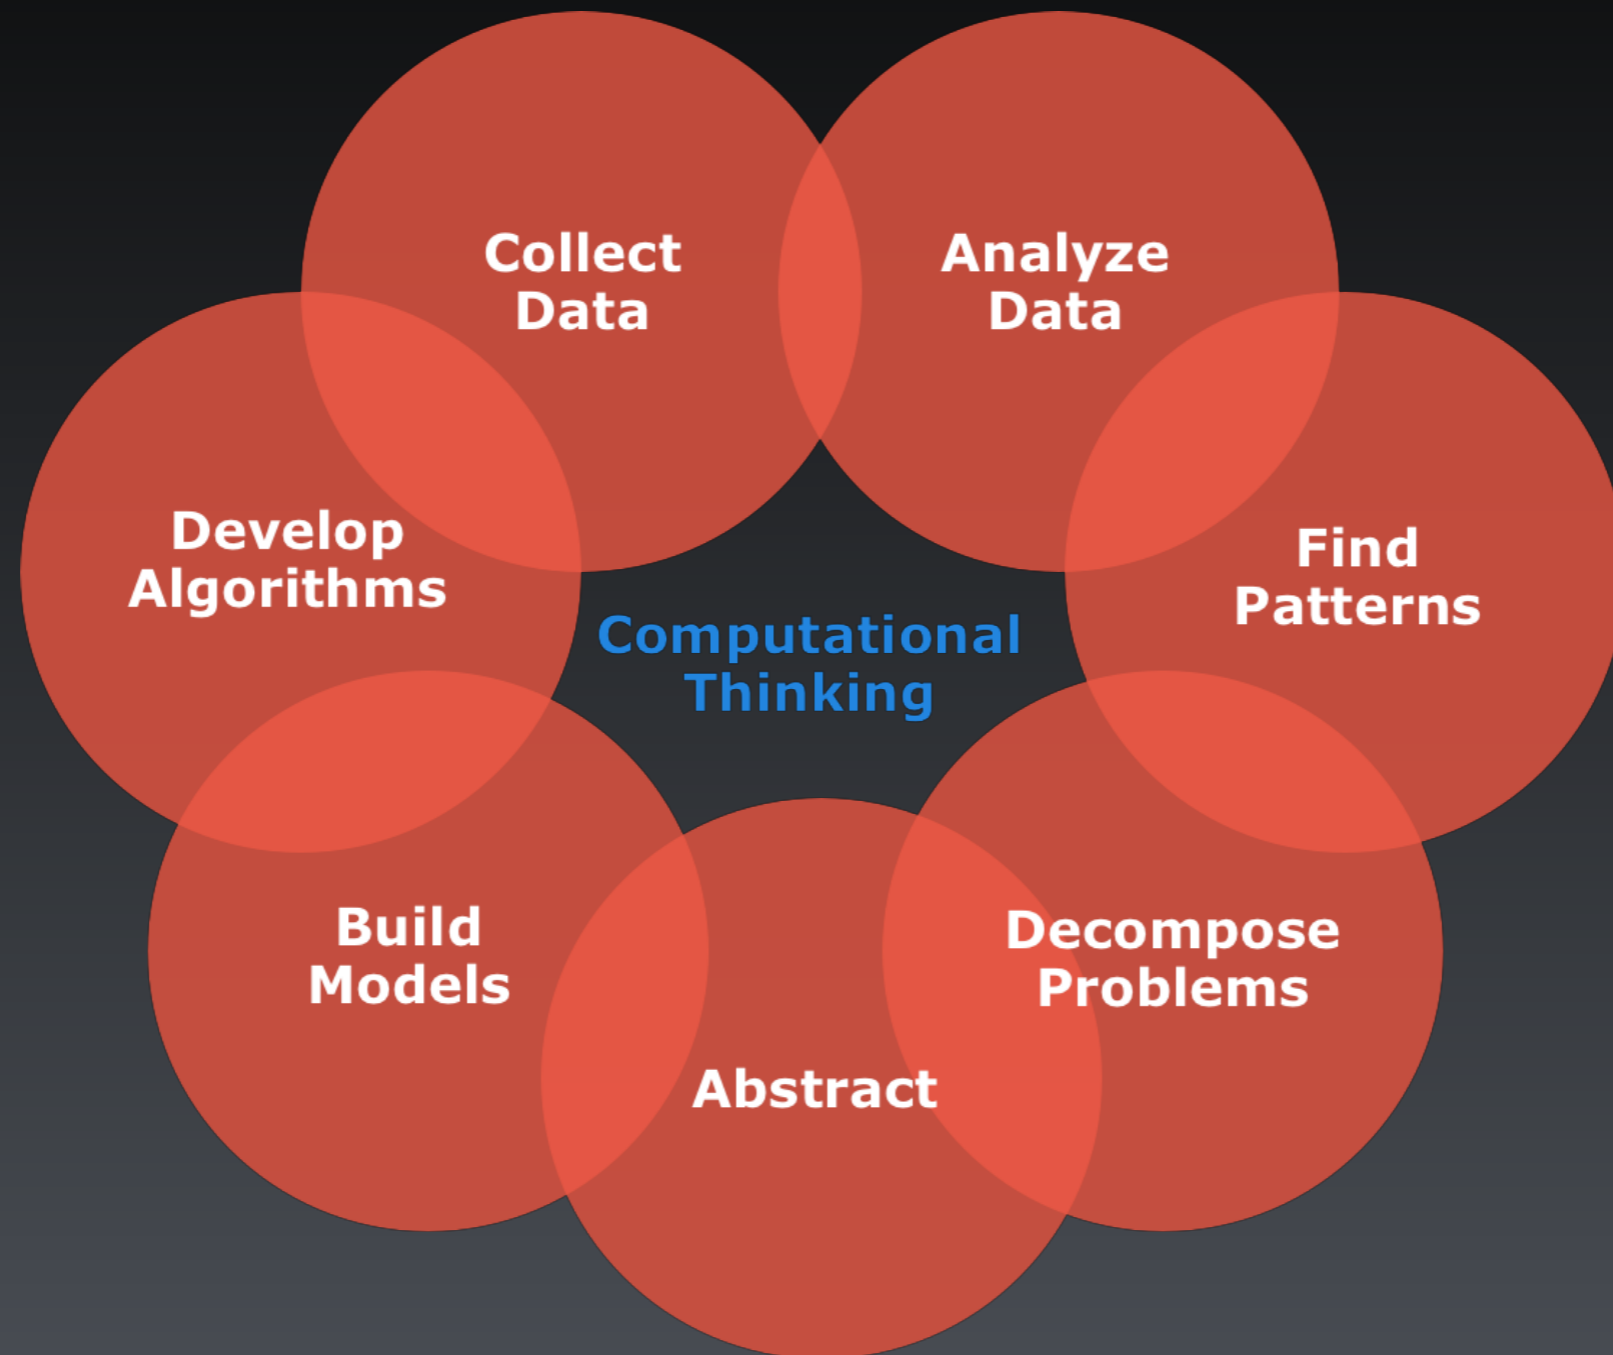 Collect
Data
Analyze
Data
Develop
Algorithms
Find
Patterns
Computational
Thinking
Build
Models
Decompose
Problems
Abstract